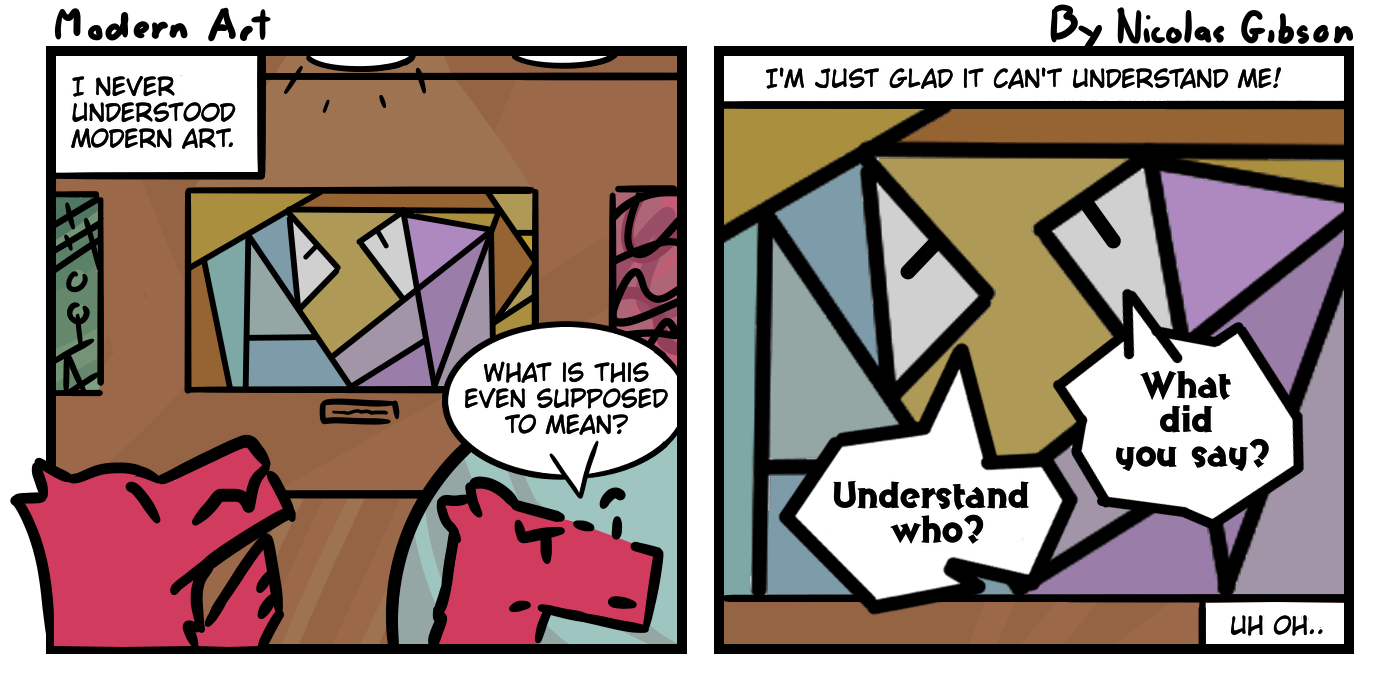 Modern Art
By Nicolas Gibson
I NEVER
UNDERSTOOD
MODERN ART.
WHAT IS THIS
EVEN SUPPOSED
TO MEAN?
I'M JUST GLAD IT CAN'T UNDERSTAND ME!
Understand
who?
What
did
you say?
UH OH..